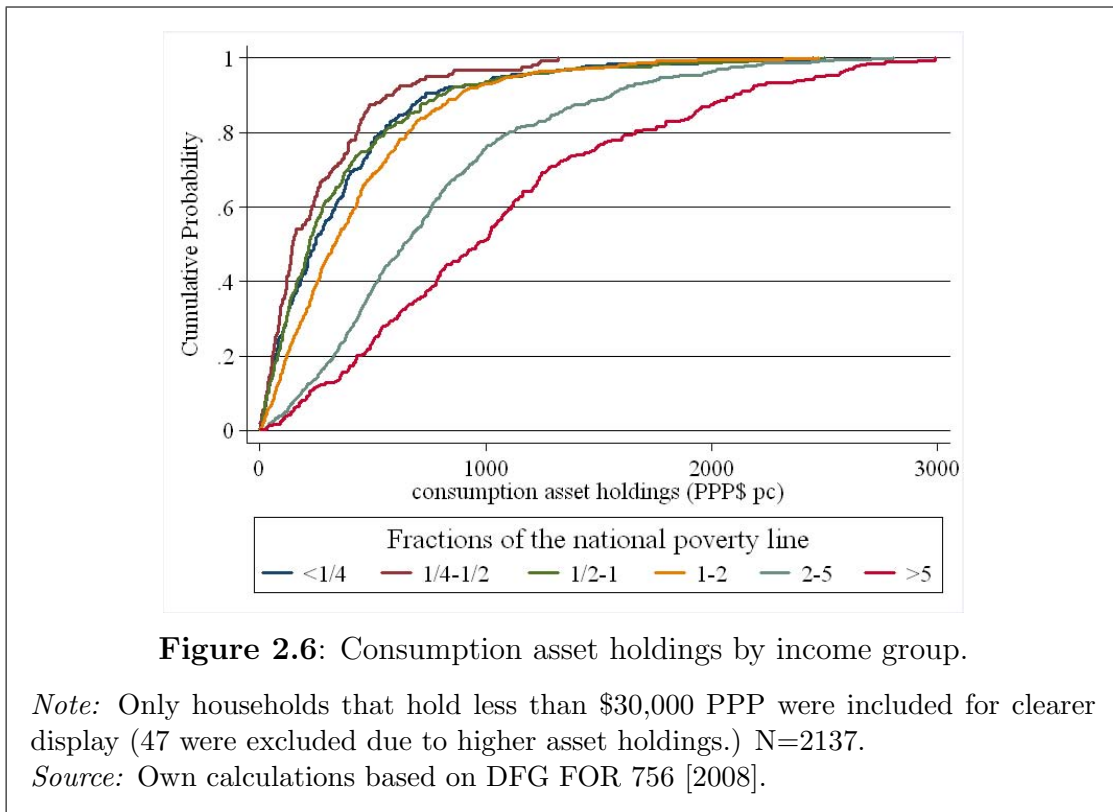 1
.8
.6
.4
.2
0
Cumulative Probability
0 1000 2000 3000
consumption asset holdings (PPP$ pc)
Fractions of the national poverty line
<1/4 1/4-1/2 1/2-1 1-2 2-5 >5
Figure 2.6: Consumption asset holdings by income group.
Note: Only households that hold less than $30,000 PPP were included for clearer
display (47 were excluded due to higher asset holdings.) N=2137.
Source: Own calculations based on DFG FOR 756 [2008].